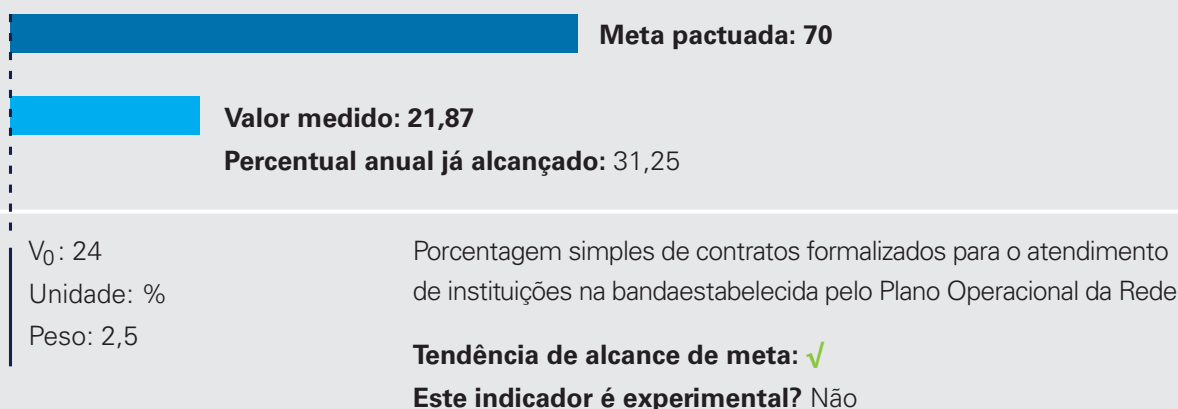 Meta pactuada: 70
Valor medido: 21,87
Percentual anual já alcançado: 31,25
V₀: 24
Unidade: %
Peso: 2,5
Porcentagem simples de contratos formalizados para o atendimento
de instituições na bandaestabelecida pelo Plano Operacional da Rede
Tendência de alcance de meta: √
Este indicador é experimental? Não